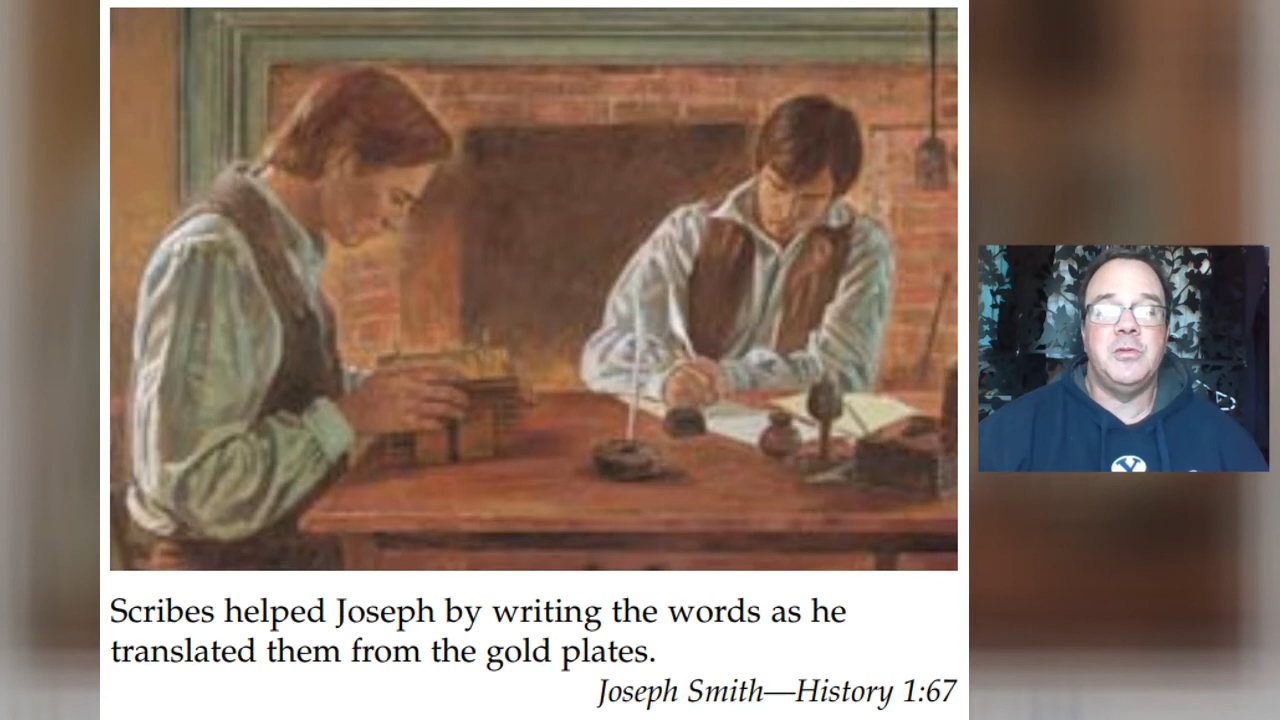 Scribes helped Joseph by writing the words as he
translated them from the gold plates.
Joseph Smith—History 1:67
Y